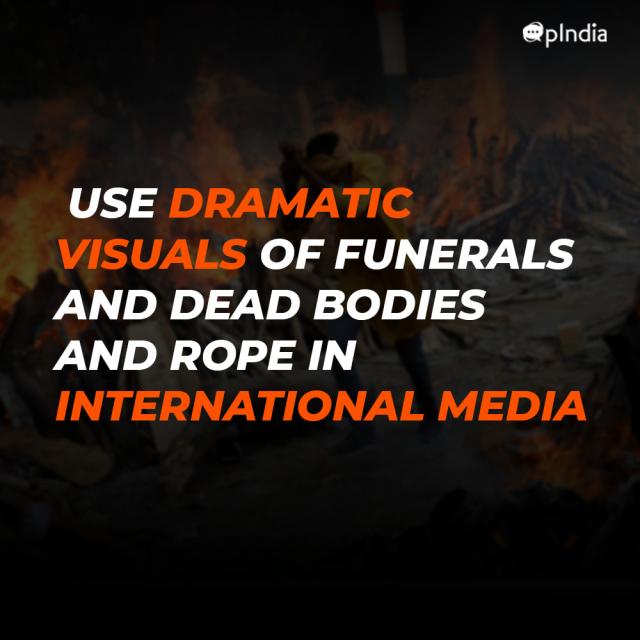 OpIndia
USE DRAMATIC
VISUALS OF FUNERALS
AND DEAD BODIES
AND ROPE IN
INTERNATIONAL MEDIA